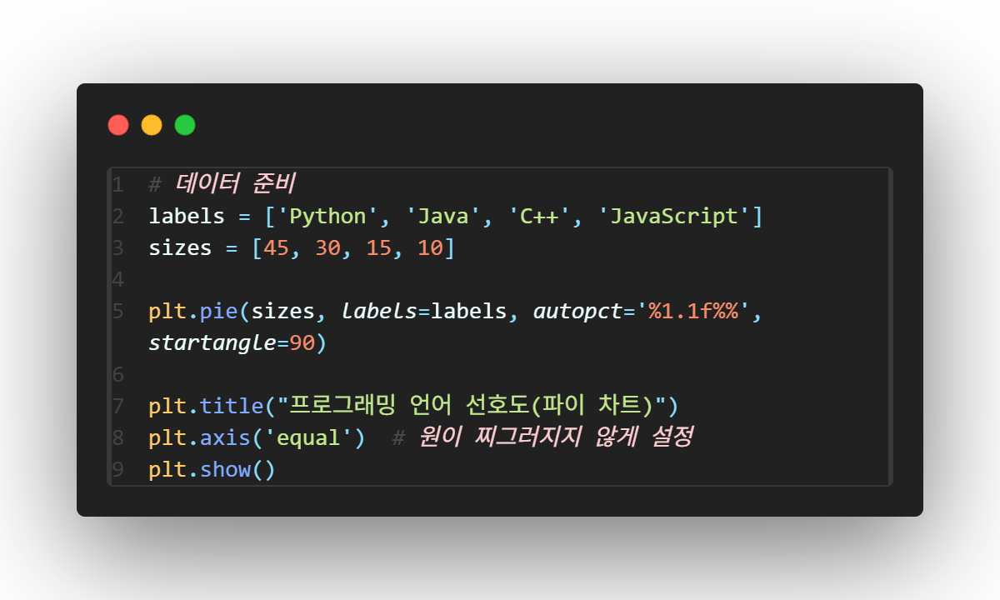 1 # 데이터 준비
2 labels = ['Python', 'Java', 'C++', 'JavaScript']
3 sizes = [45, 30, 15, 10]
4
5 plt.pie(sizes, labels=labels, autopct='%1.1f%%',
startangle=90)
6
7 plt.title("프로그래밍 언어 선호도(파이 차트)")
8 plt.axis('equal')  # 원이 찌그러지지 않게 설정
9 plt.show()